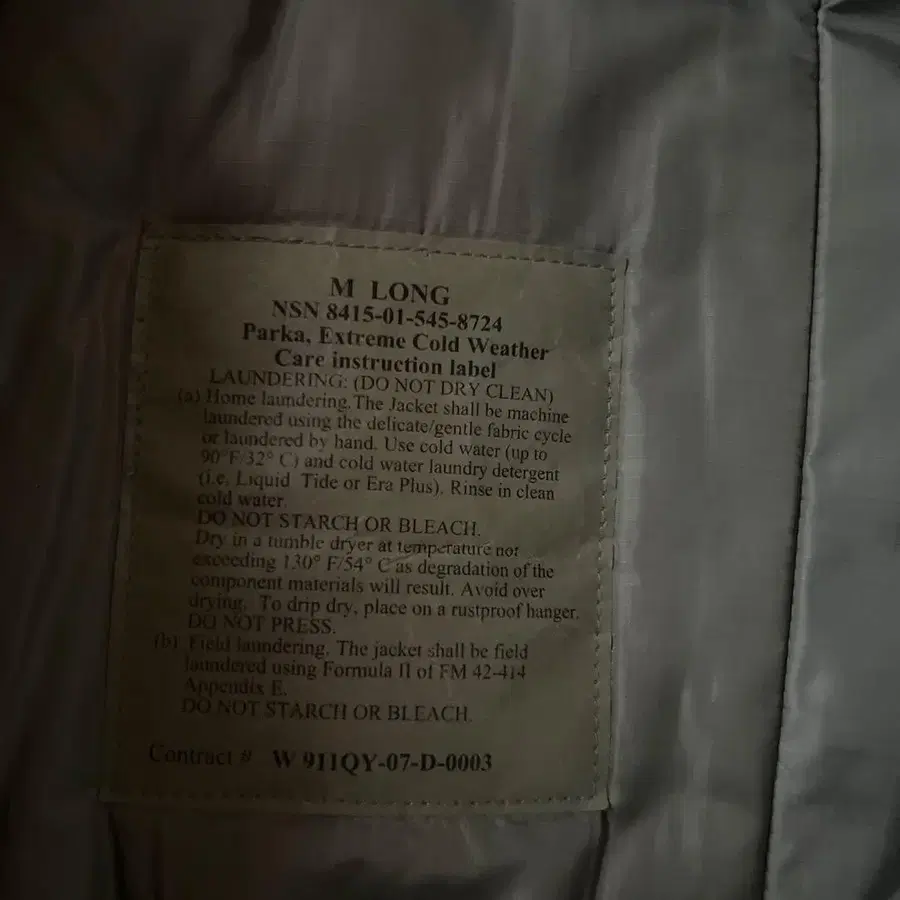 M LONG
NSN 8415-01-545-8724
Parka, Extreme Cold Weather
Care instruction label
LAUNDERING: (DO NOT DRY CLEAN)
(a) Home laundering. The Jacket shall be machine
laundered using the delicate/gentle fabric cycle
or laundered by hand. Use cold water (up to
90°F/32° C) and cold water laundry detergent
(i.e. Liquid Tide or Era Plus). Rinse in clean
cold water.
DO NOT STARCH OR BLEACH.
Dry in a tumble dryer at temperature not
exceeding 130° F/54° C as degradation of the
component materials will result. Avoid over
drying. To drip dry, place on a rustproof hanger.
DO NOT PRESS.
(b) Field laundering. The jacket shall be field
laundered using Formula II of FM 42-414
Appendix E.
DO NOT STARCH OR BLEACH.
Contract # W911QY-07-D-0003